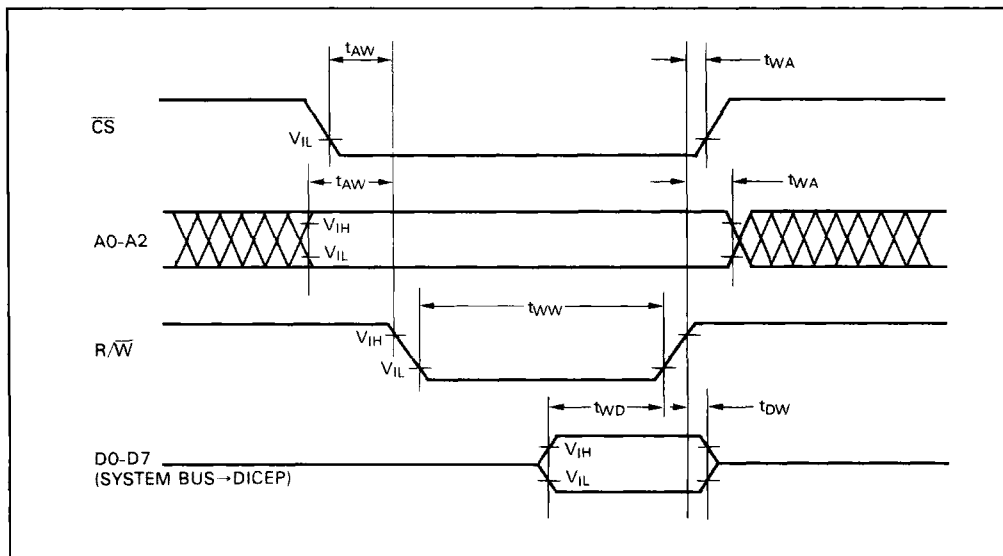 tAW
tWA
CS
VIL
tAW
tWA
VIH
A0-A2
VIL
tWW
R/W
VIH
VIL
tWD
tDW
D0-D7
(SYSTEM BUS→DICEP)
VIH
VIL